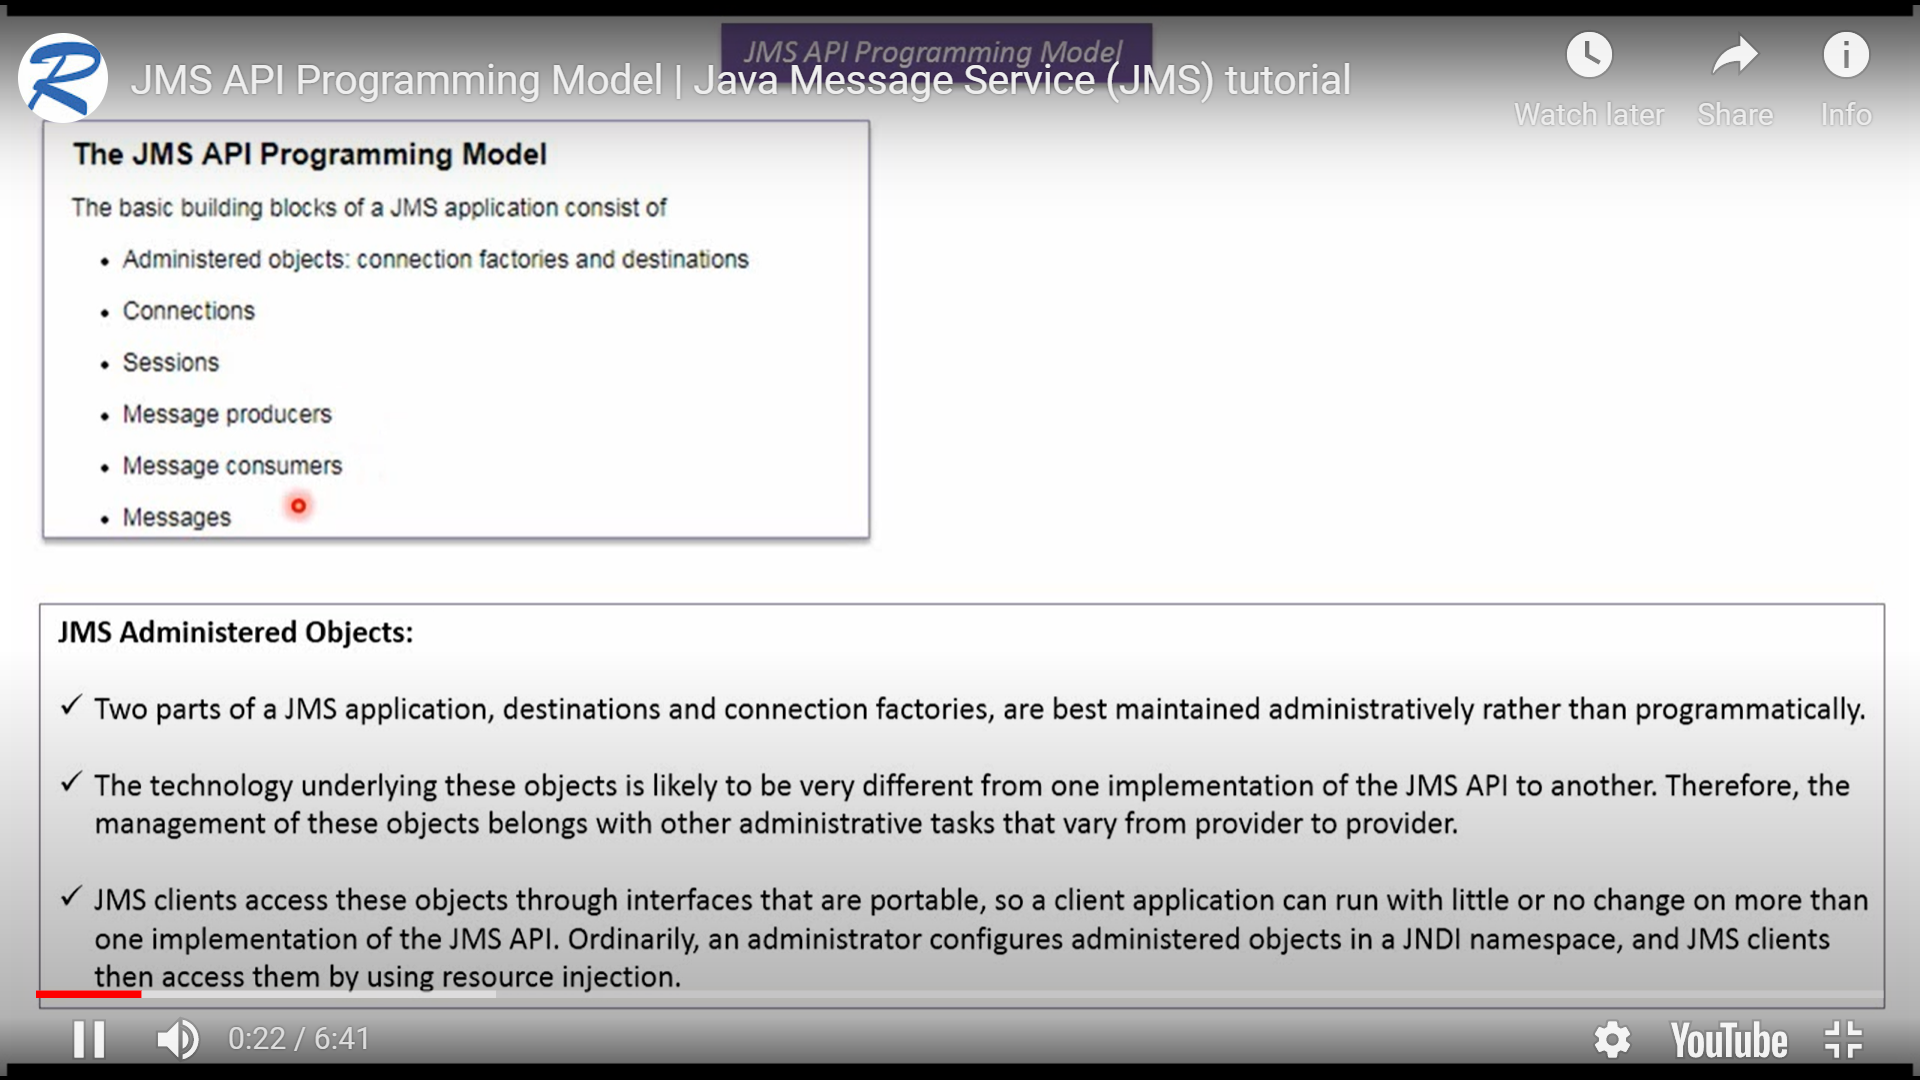 JMS API Programming Model
JMS API Programming Model | Java Message Service (JMS) tutorial
Watch later
Share
Info
The JMS API Programming Model
The basic building blocks of a JMS application consist of
• Administered objects: connection factories and destinations
• Connections
• Sessions
• Message producers
• Message consumers
• Messages
JMS Administered Objects:
✓ Two parts of a JMS application, destinations and connection factories, are best maintained administratively rather than programmatically.
✓ The technology underlying these objects is likely to be very different from one implementation of the JMS API to another. Therefore, the
management of these objects belongs with other administrative tasks that vary from provider to provider.
✓ JMS clients access these objects through interfaces that are portable, so a client application can run with little or no change on more than
one implementation of the JMS API. Ordinarily, an administrator configures administered objects in a JNDI namespace, and JMS clients
then access them by using resource injection.
0:22 / 6:41
YouTube